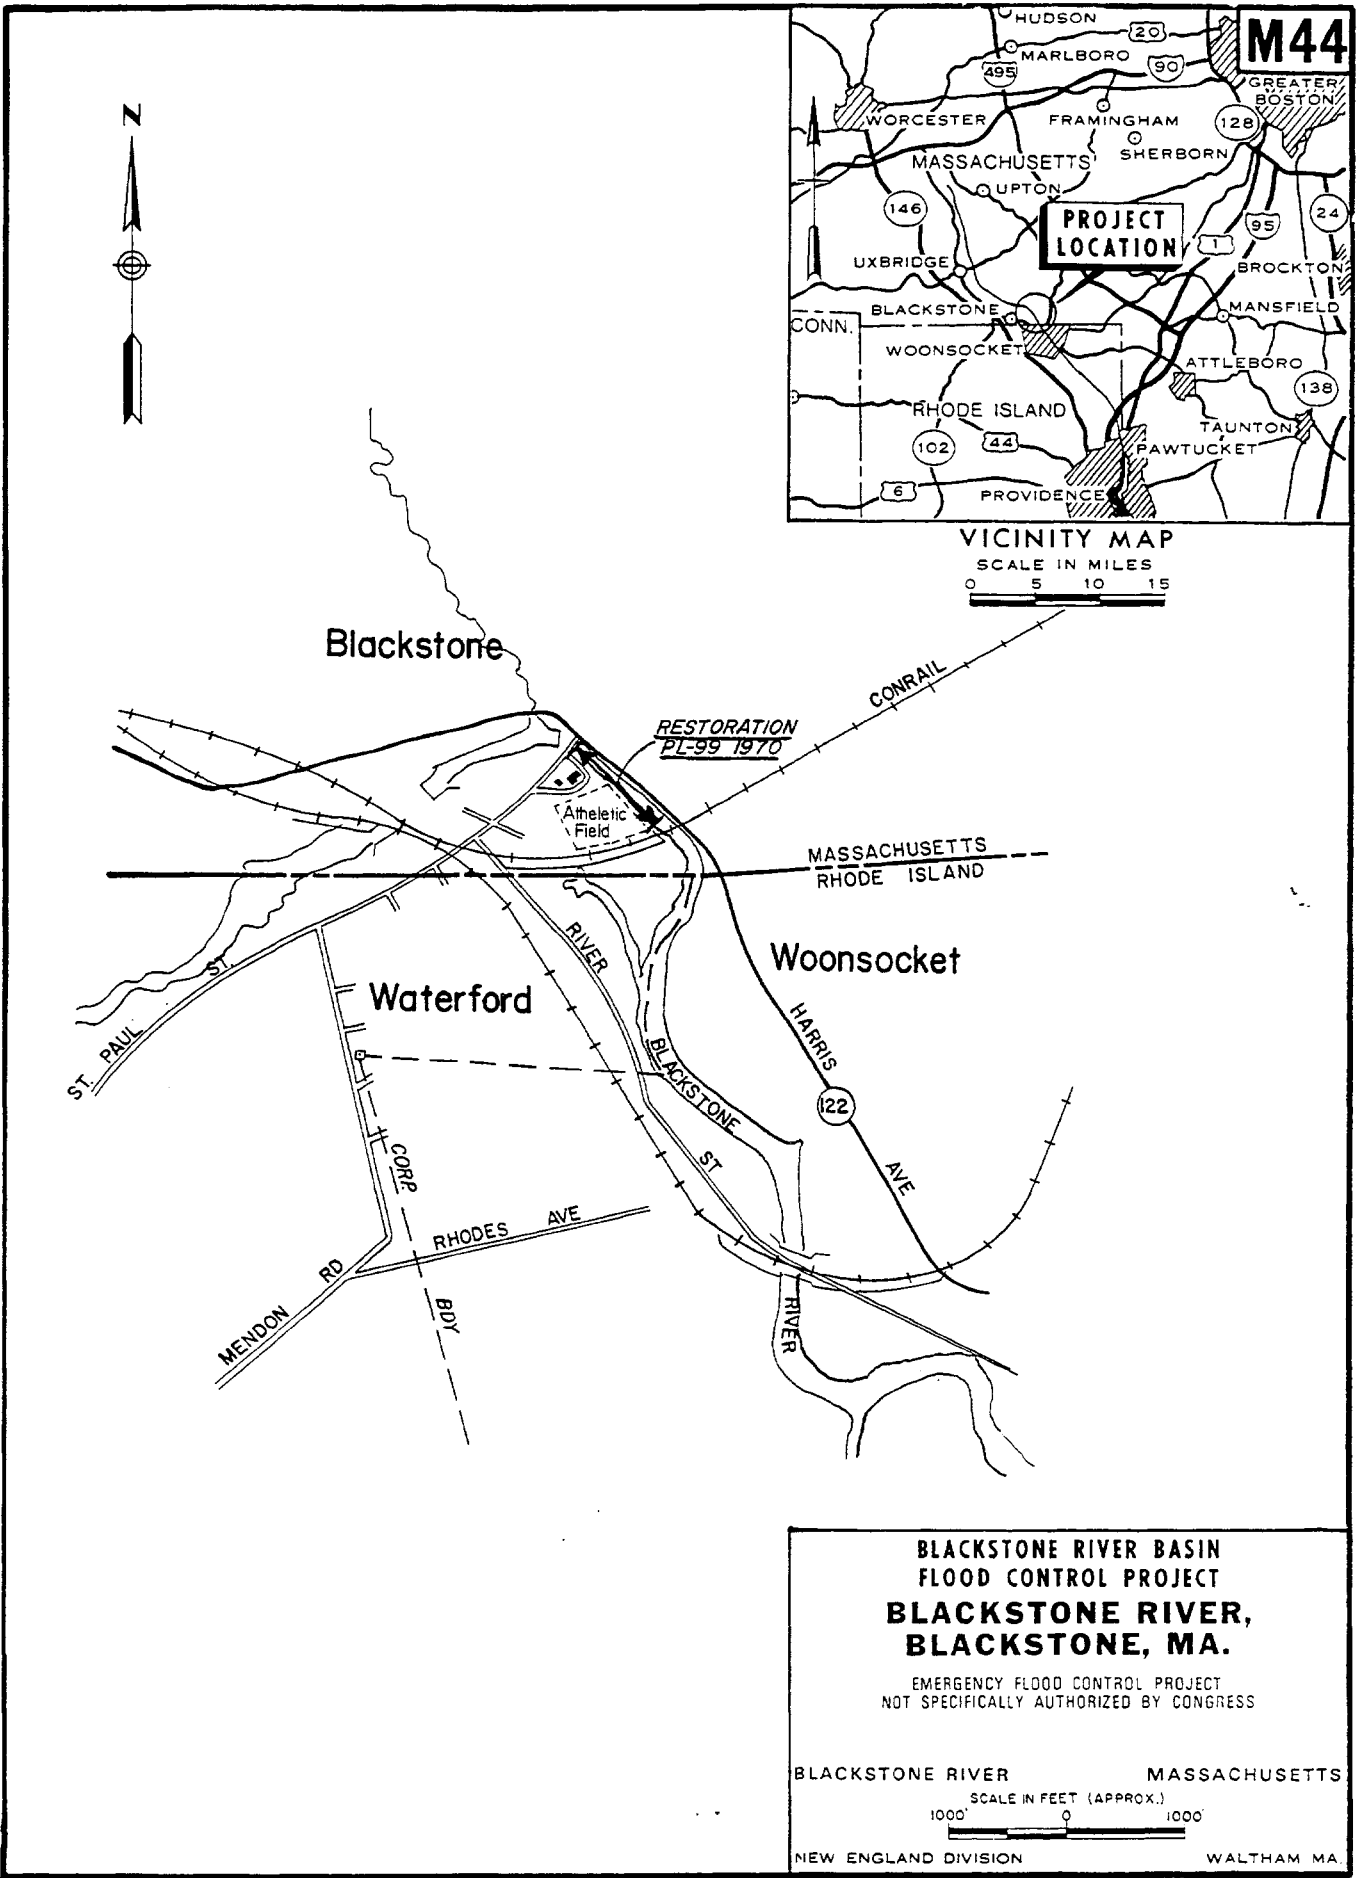 M44
HUDSON
MARLBORO
20
495
90
GREATER
BOSTON
WORCESTER
FRAMINGHAM
128
SHERBORN
MASSACHUSETTS
UPTON
146
PROJECT
LOCATION
24
95
1
UXBRIDGE
BROCKTON
BLACKSTONE
MANSFIELD
CONN.
WOONSOCKET
ATTLEBORO
138
RHODE ISLAND
TAUNTON
102
44
PAWTUCKET
6
PROVIDENCE
VICINITY MAP
SCALE IN MILES
0 5 10 15
N
Blackstone
CONRAIL
RESTORATION
PL-99 1970
Atheletic
Field
MASSACHUSETTS
RHODE ISLAND
RIVER
Woonsocket
ST.
Waterford
HARRIS
ST. PAUL
BLACKSTONE
122
CORP.
ST
AVE
RHODES AVE
RD
BDY
RIVER
MENDON
BLACKSTONE RIVER BASIN
FLOOD CONTROL PROJECT
BLACKSTONE RIVER,
BLACKSTONE, MA.
EMERGENCY FLOOD CONTROL PROJECT
NOT SPECIFICALLY AUTHORIZED BY CONGRESS
BLACKSTONE RIVER MASSACHUSETTS
SCALE IN FEET (APPROX.)
1000' 0 1000'
NEW ENGLAND DIVISION WALTHAM MA.